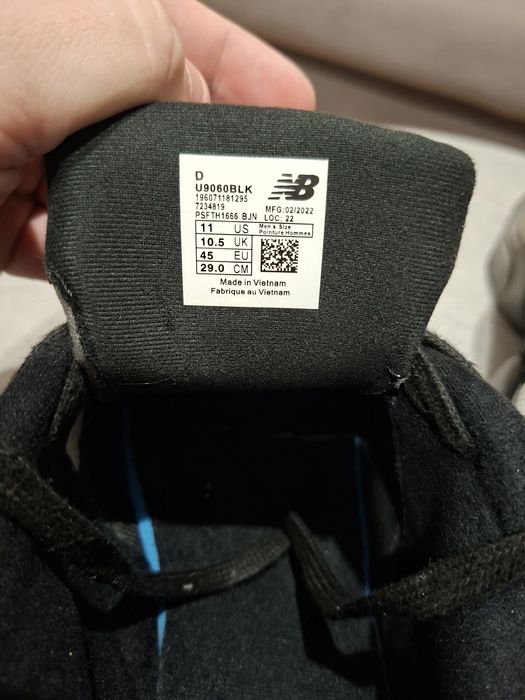 D
U9060BLK
NB
196071181295
7234819
MFG:02/2022
PSFTH1666 BJN LOC: 22
11 US Men's Size
Pointure Hommes
10.5 UK
45 EU
29.0 CM
Made in Vietnam
Fabrique au Vietnam